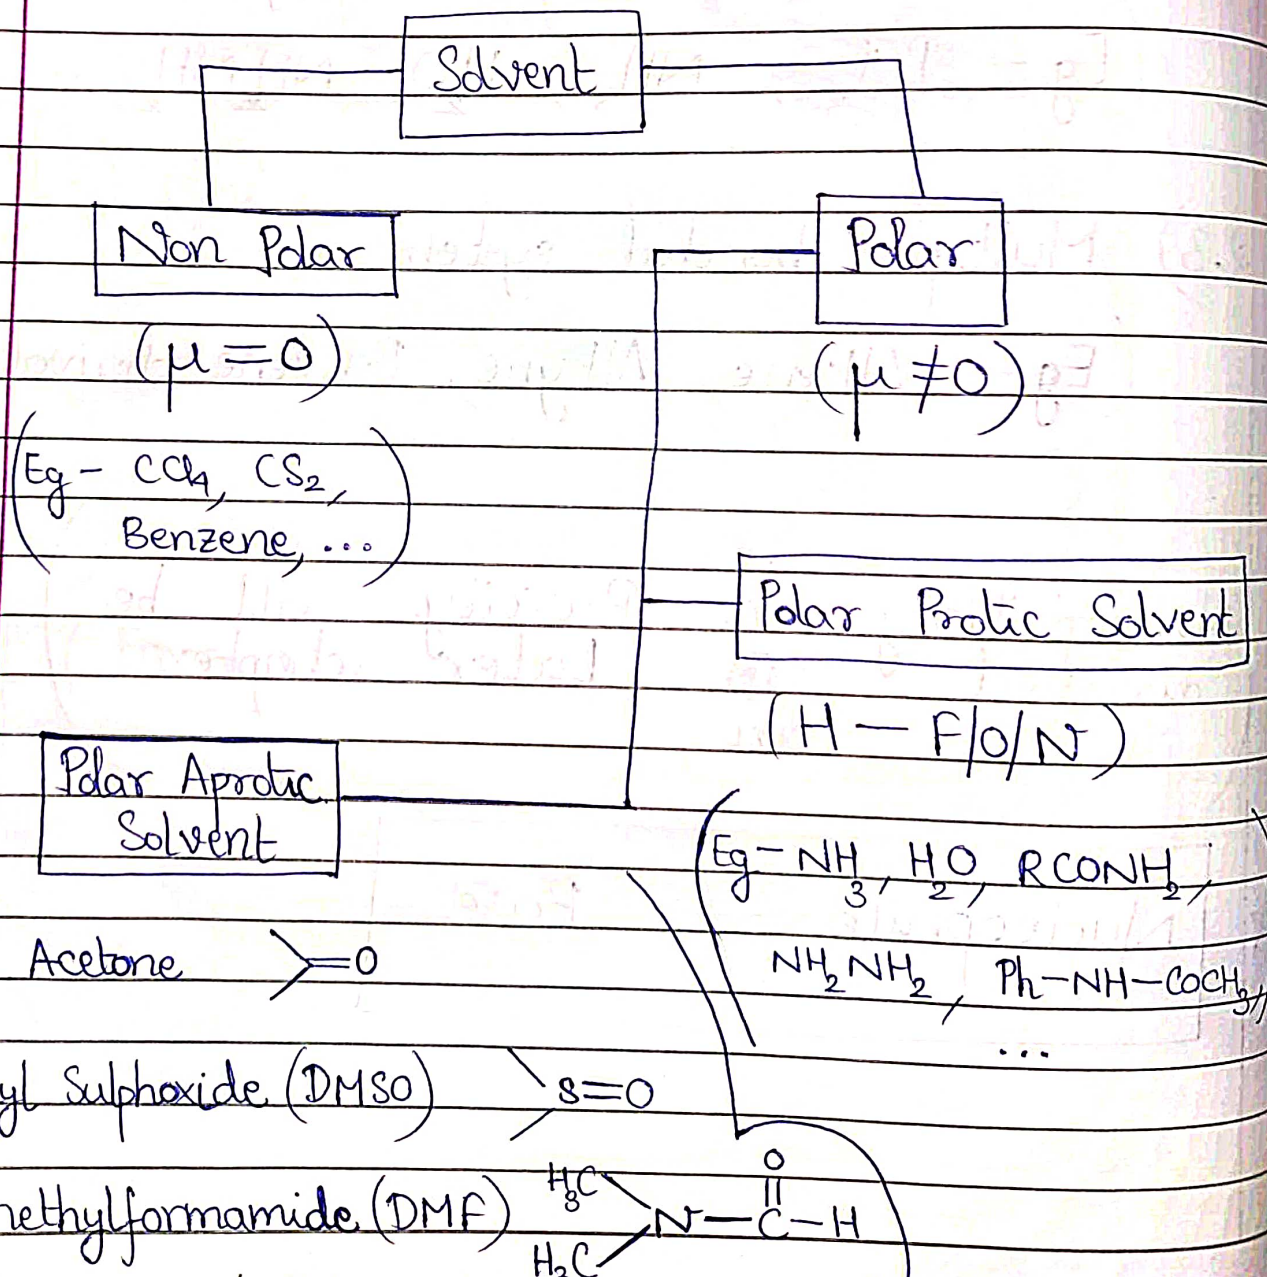 Solvent
Non Polar
Polar
(μ = 0)
(μ ≠ 0)
(Eg - CCl4, CS2,
Benzene, ...)
Polar Protic Solvent
(H — F/O/N)
Polar Aprotic
Solvent
(Eg - NH3, H2O, RCONH2,
NH2NH2, Ph-NH-COCH3,
...
Acetone >=O
yl Sulphoxide (DMSO) S=O
nethylformamide (DMF) H3C
O
N-C-H
H3C